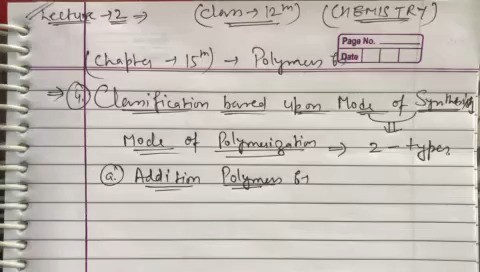 Lecture → 2 ⇒ (Class → 12th) (CHEMISTRY)
Page No.
(Chapter → 15th) → Polymers :-
Date
⇒ 4. Classification based upon Mode of Synthesis
Mode of Polymerization ⇒ 2 - types
(a) Addition Polymers :-